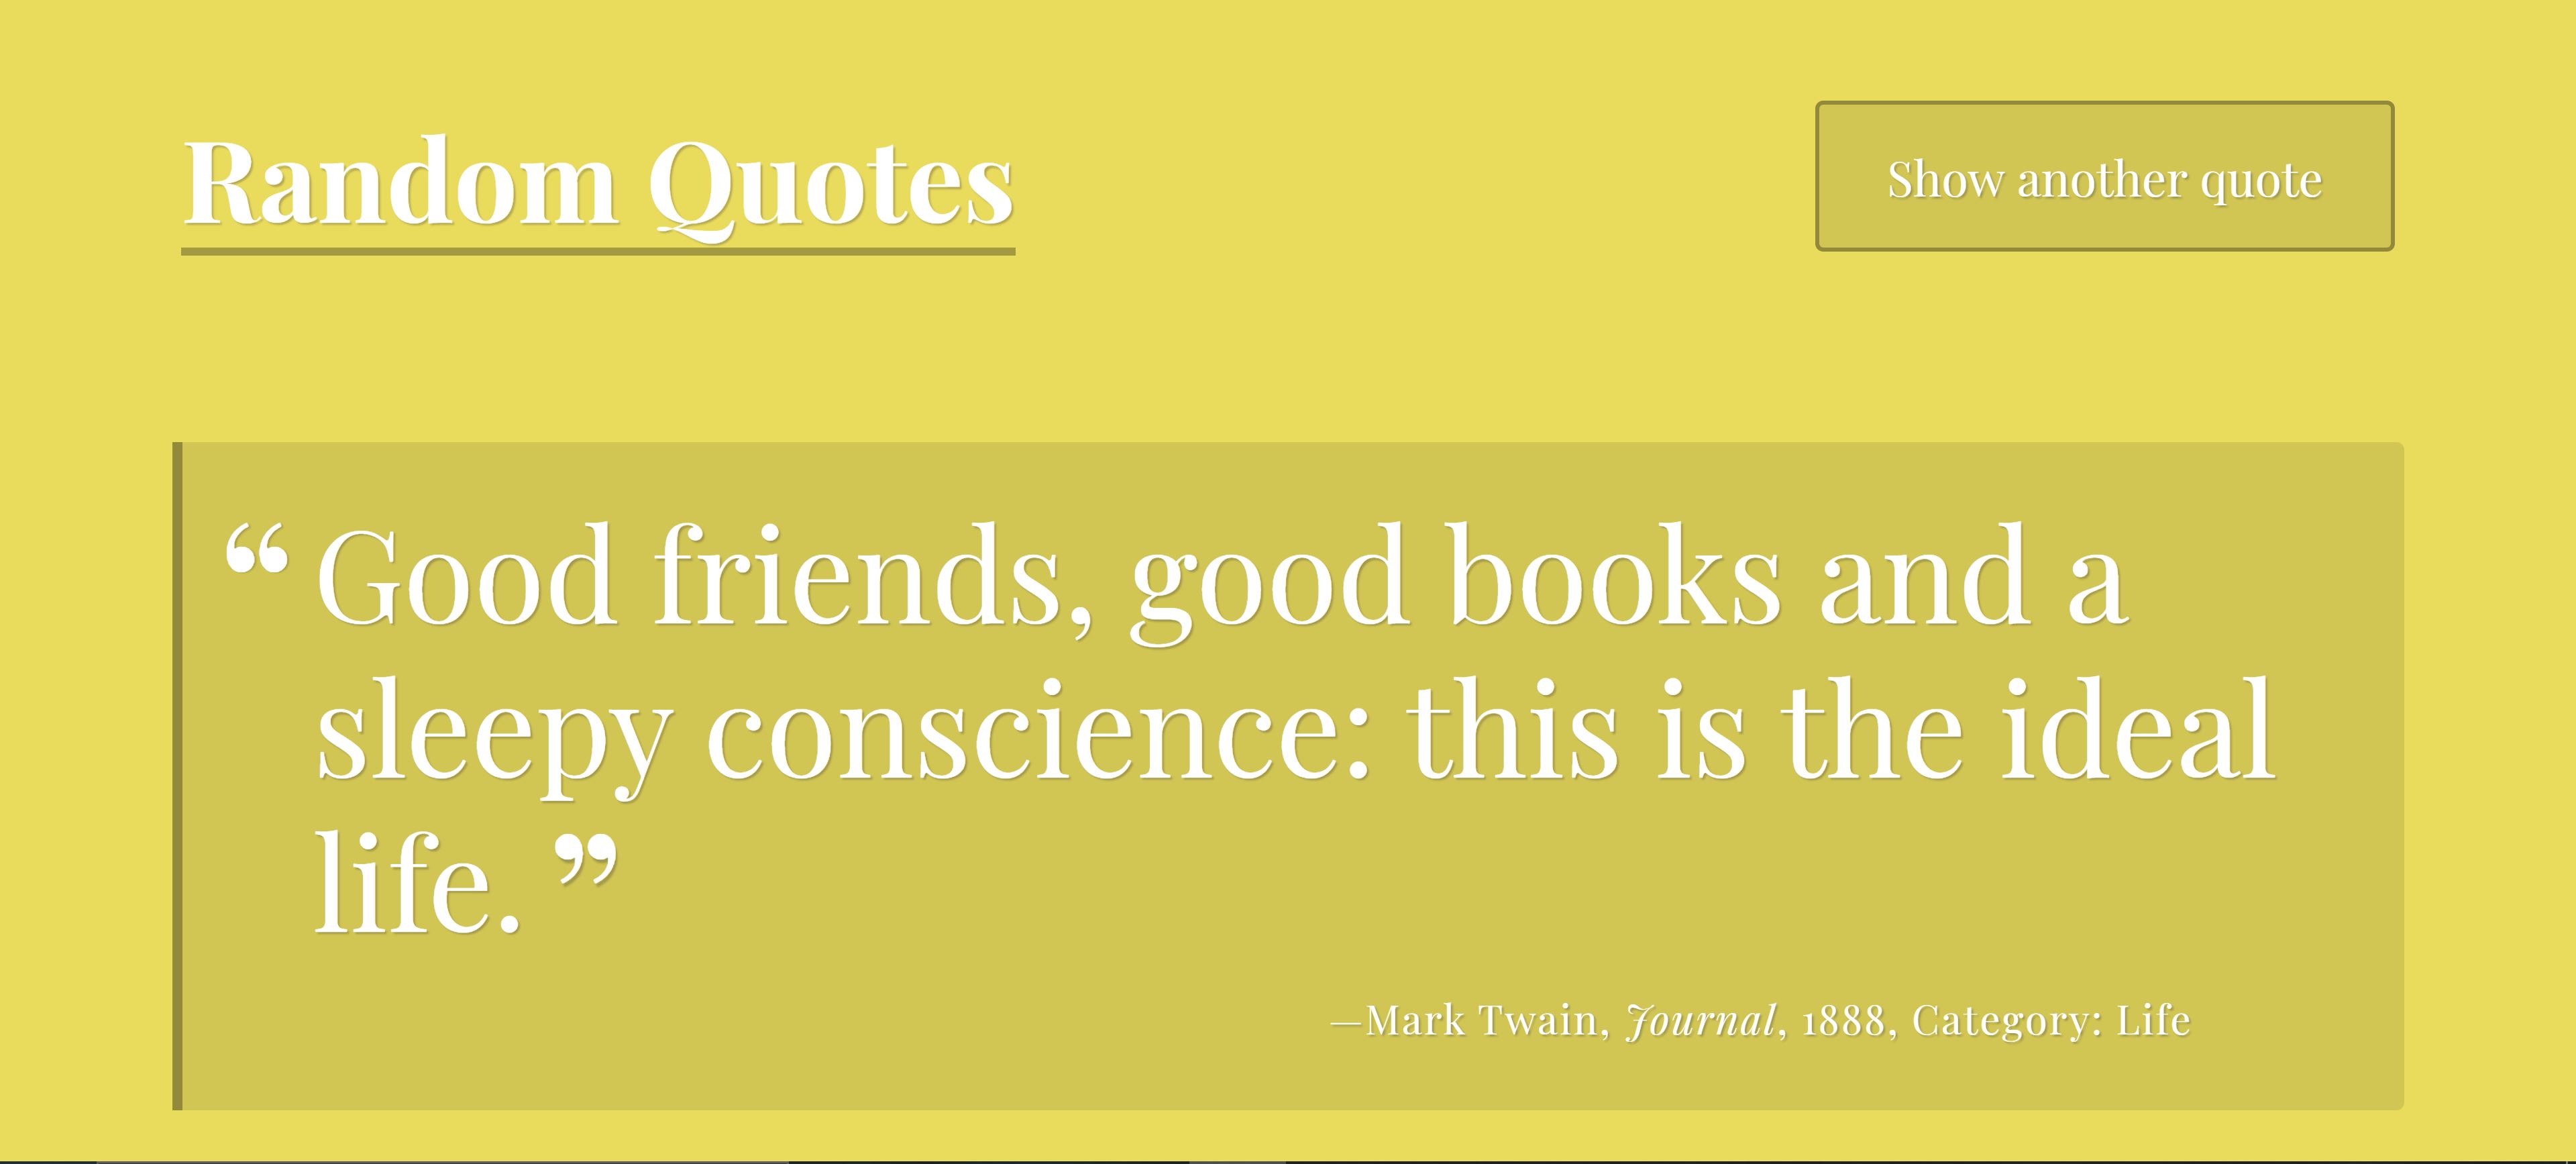 Random Quotes
Show another quote
“Good friends, good books and a
sleepy conscience: this is the ideal
life.”
—Mark Twain, Journal, 1888, Category: Life